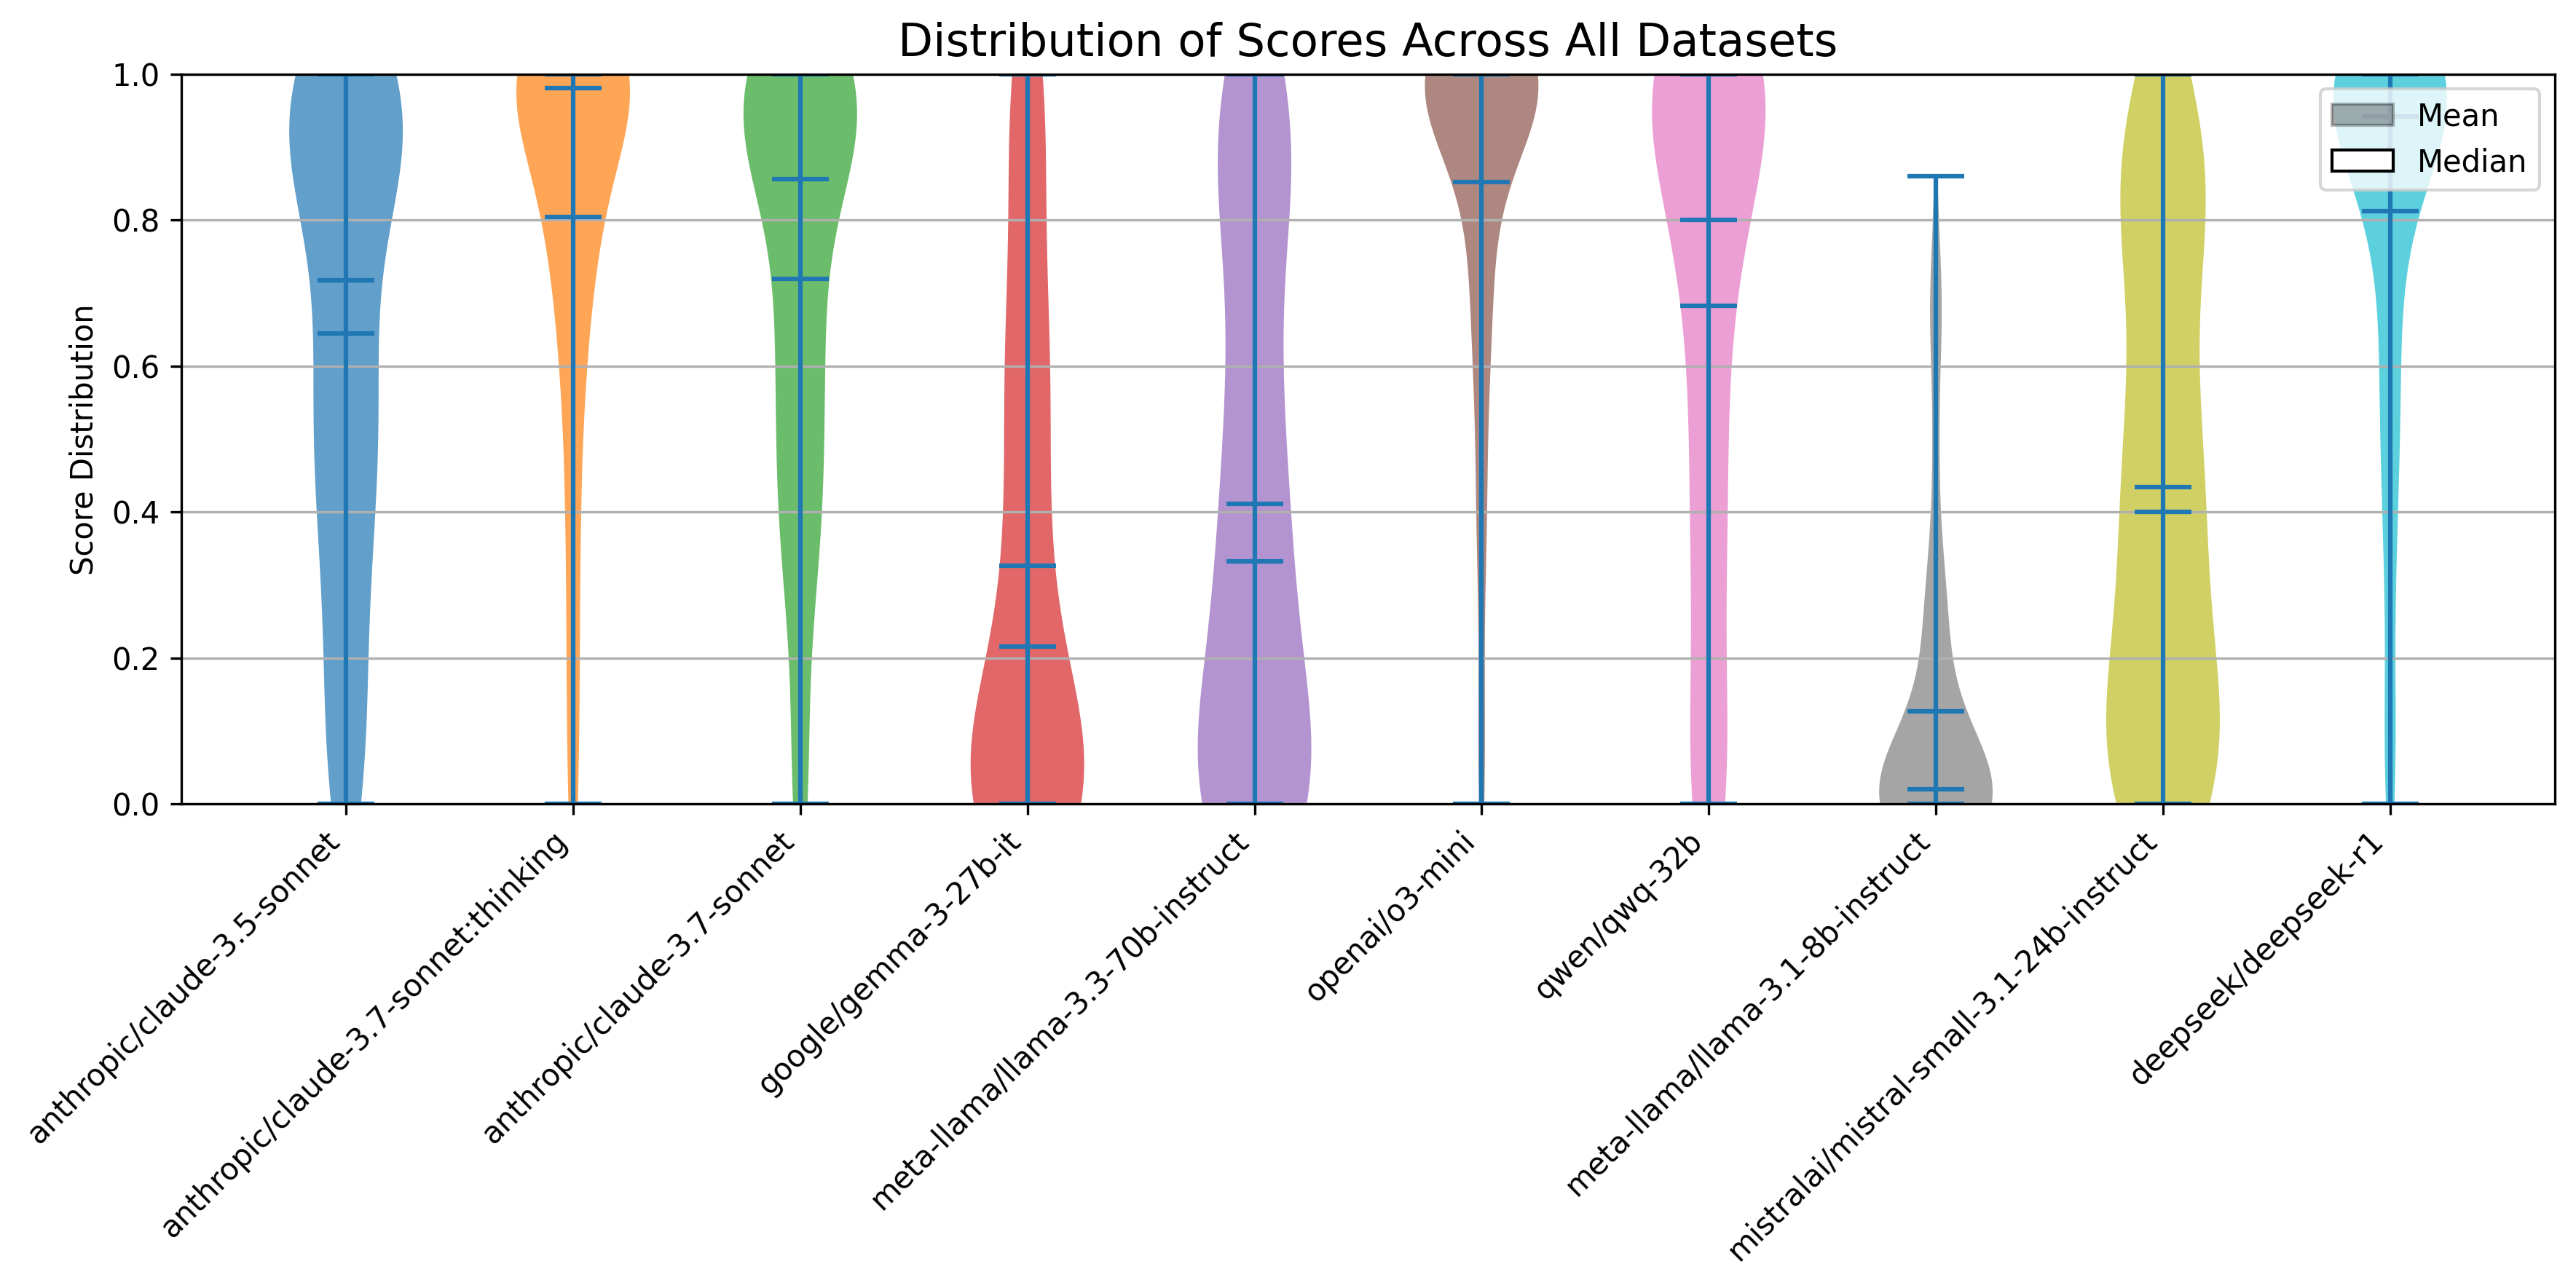 Distribution of Scores Across All Datasets
Mean
Median
Score Distribution
1.0
0.8
0.6
0.4
0.2
0.0
anthropic/claude-3.5-sonnet
anthropic/claude-3.7-sonnet:thinking
anthropic/claude-3.7-sonnet
google/gemma-3-27b-it
meta-llama/llama-3.3-70b-instruct
openai/o3-mini
qwen/qwq-32b
meta-llama/llama-3.1-8b-instruct
mistralai/mistral-small-3.1-24b-instruct
deepseek/deepseek-r1